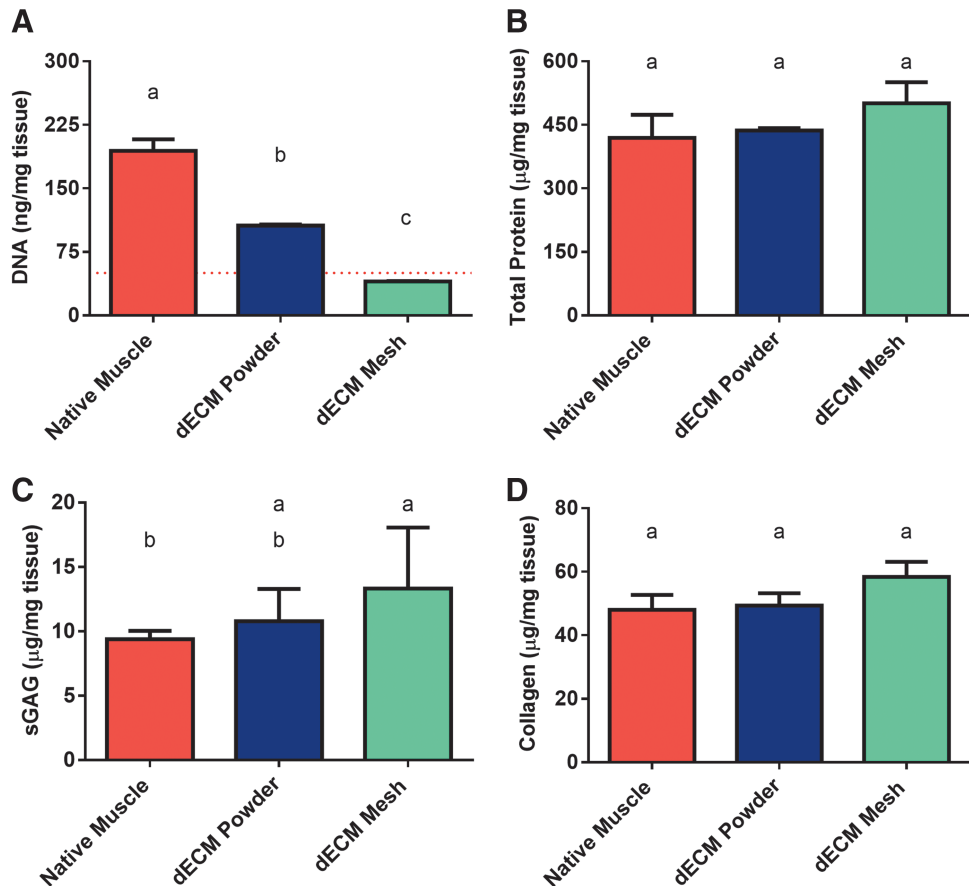 A
DNA (ng/mg tissue)
300
225
150
75
0
a
b
c
Native Muscle
dECM Powder
dECM Mesh
B
Total Protein (μg/mg tissue)
600
450
300
150
0
a
a
a
Native Muscle
dECM Powder
dECM Mesh
C
sGAG (μg/mg tissue)
20
15
10
5
0
b
a
b
a
Native Muscle
dECM Powder
dECM Mesh
D
Collagen (μg/mg tissue)
80
60
40
20
0
a
a
a
Native Muscle
dECM Powder
dECM Mesh